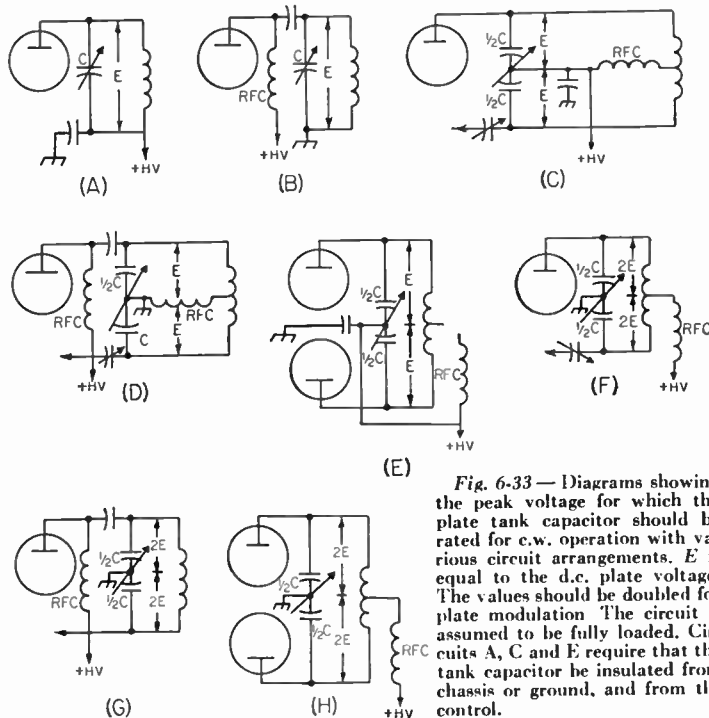 C
E
+HV
(A)
RFC
C
E
+HV
(B)
½C
E
RFC
½C
E
+HV
(C)
RFC
½C
E
RFC
C
E
+HV
(D)
½C
E
½C
E
RFC
+HV
(E)
½C
2E
½C
2E
RFC
+HV
(F)
RFC
½C
2E
½C
2E
+HV
(G)
½C
2E
½C
2E
RFC
+HV
(H)
Fig. 6-33 — Diagrams showin
the peak voltage for which th
plate tank capacitor should b
rated for c.w. operation with va
rious circuit arrangements. E
equal to the d.c. plate voltage
The values should be doubled fo
plate modulation The circuit
assumed to be fully loaded. Cir
cuits A, C and E require that th
tank capacitor be insulated from
chassis or ground, and from th
control.